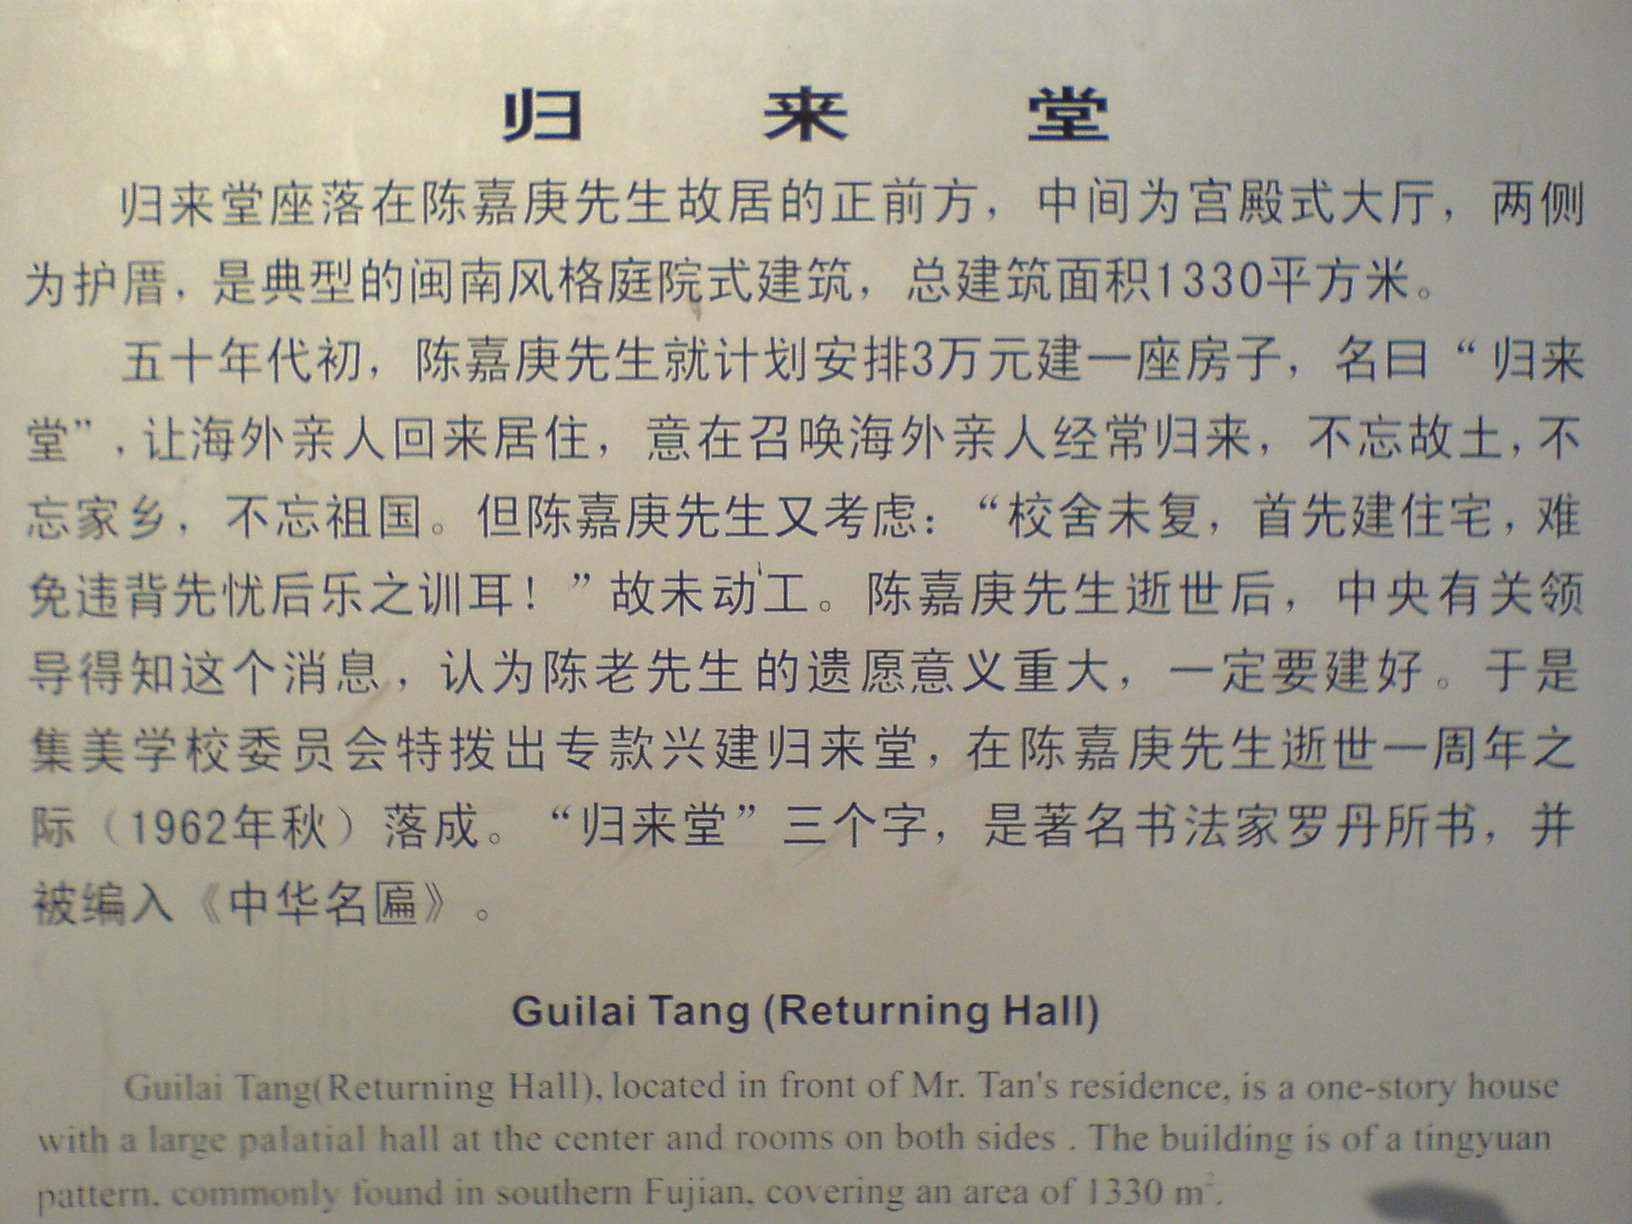 归来堂
归来堂座落在陈嘉庚先生故居的正前方，中间为宫殿式大厅，两侧
为护厝，是典型的闽南风格庭院式建筑，总建筑面积1330平方米。
五十年代初，陈嘉庚先生就计划安排3万元建一座房子，名曰“归来
堂”，让海外亲人回来居住，意在召唤海外亲人经常归来，不忘故土，不
忘家乡，不忘祖国。但陈嘉庚先生又考虑：“校舍未复，首先建住宅，难
免违背先忧后乐之训耳！”故未动工。陈嘉庚先生逝世后，中央有关领
导得知这个消息，认为陈老先生的遗愿意义重大，一定要建好。于是
集美学校委员会特拨出专款兴建归来堂，在陈嘉庚先生逝世一周年之
际（1962年秋）落成。“归来堂”三个字，是著名书法家罗丹所书，并
被编入《中华名匾》。
Guilai Tang (Returning Hall)
Guilai Tang(Returning Hall), located in front of Mr. Tan's residence, is a one-story house
with a large palatial hall at the center and rooms on both sides . The building is of a tingyuan
pattern, commonly found in southern Fujian, covering an area of 1330 m².